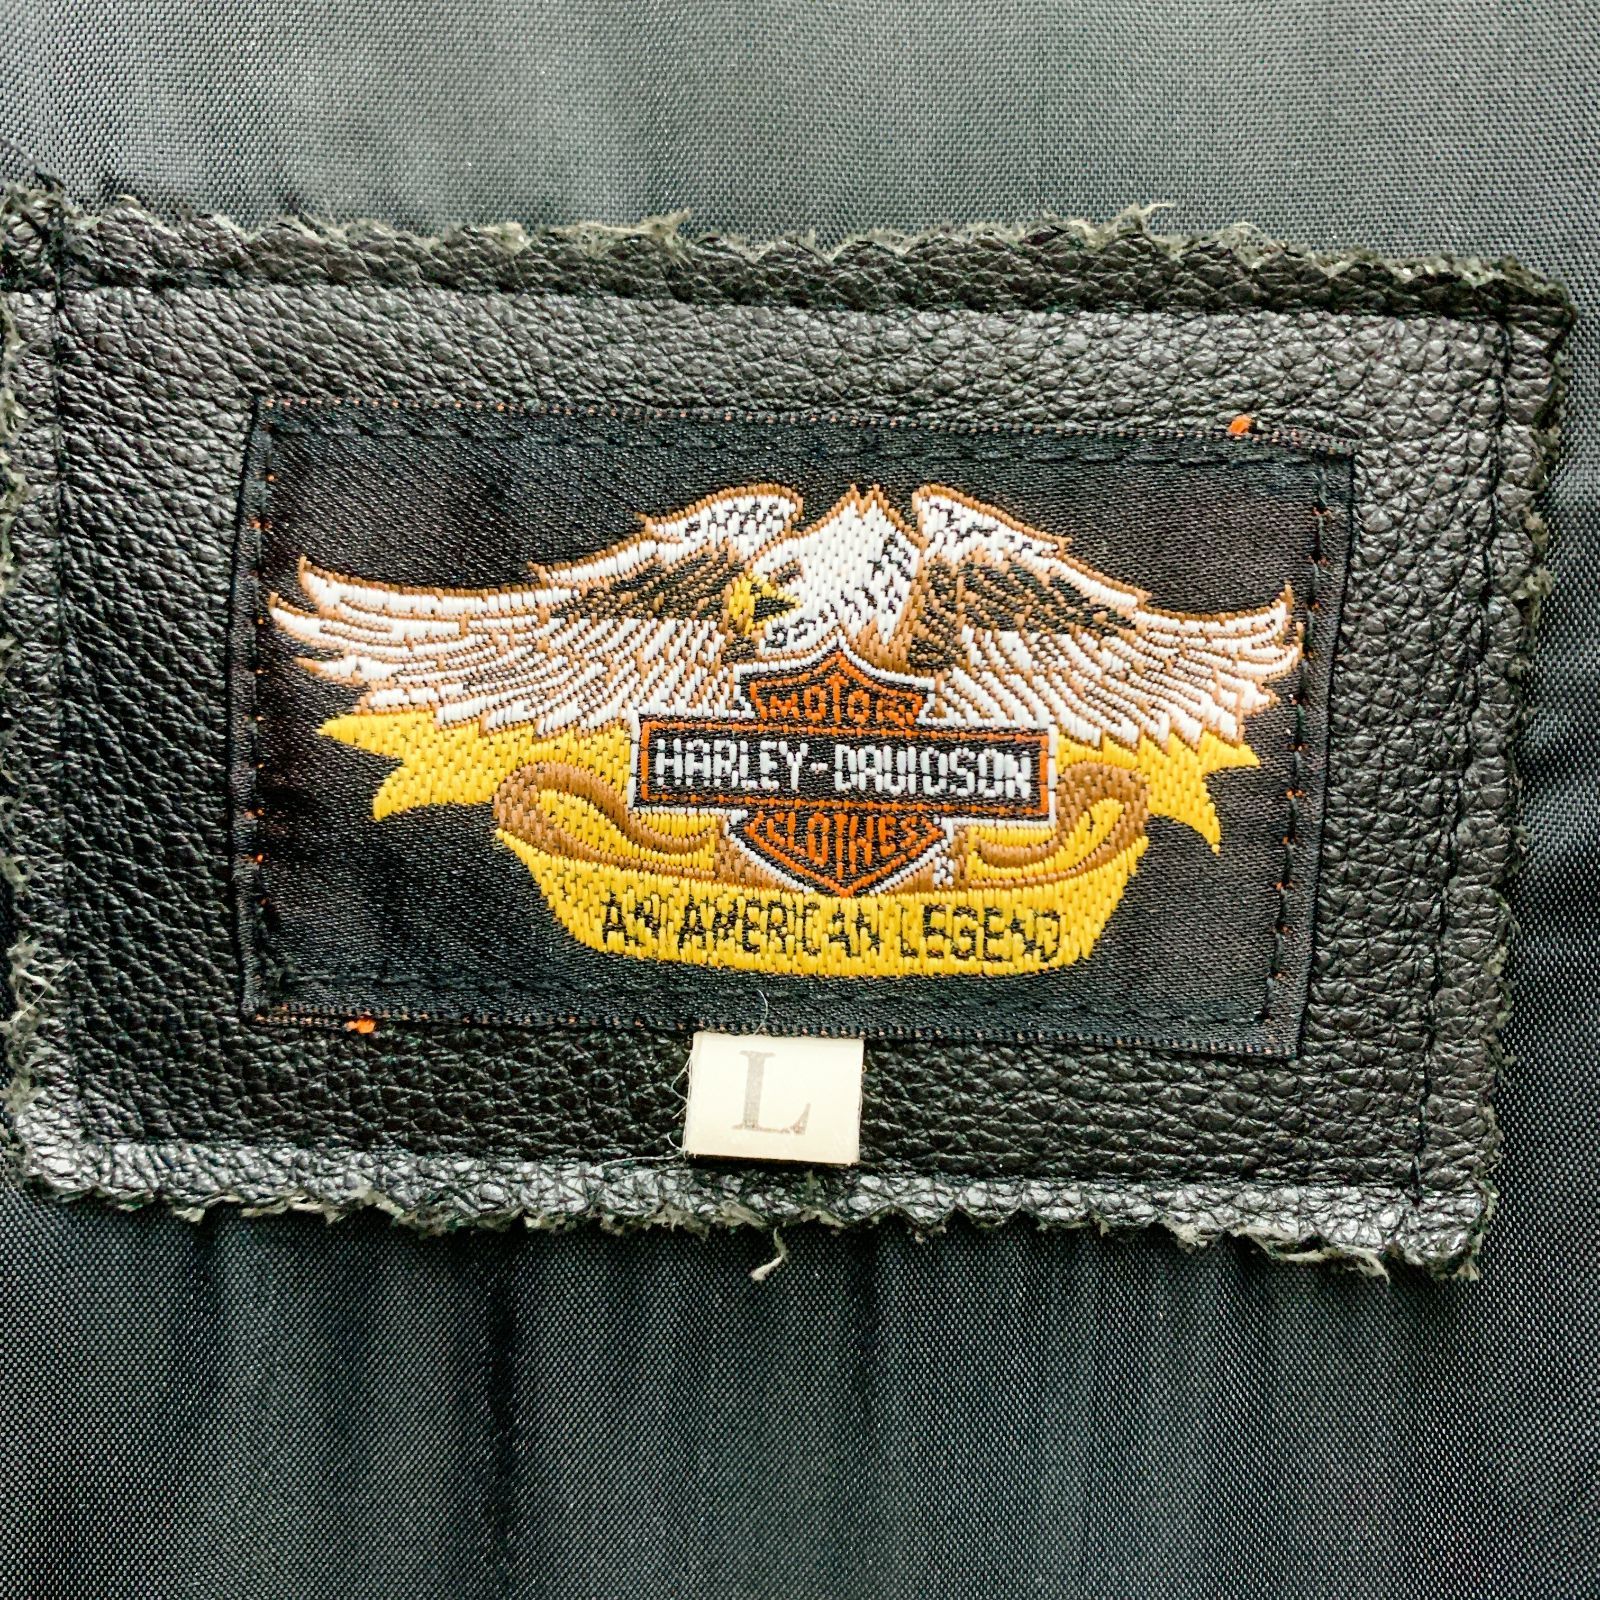 MOTOR
HARLEY-DAVIDSON
CLOTHES
AN AMERICAN LEGEND
L